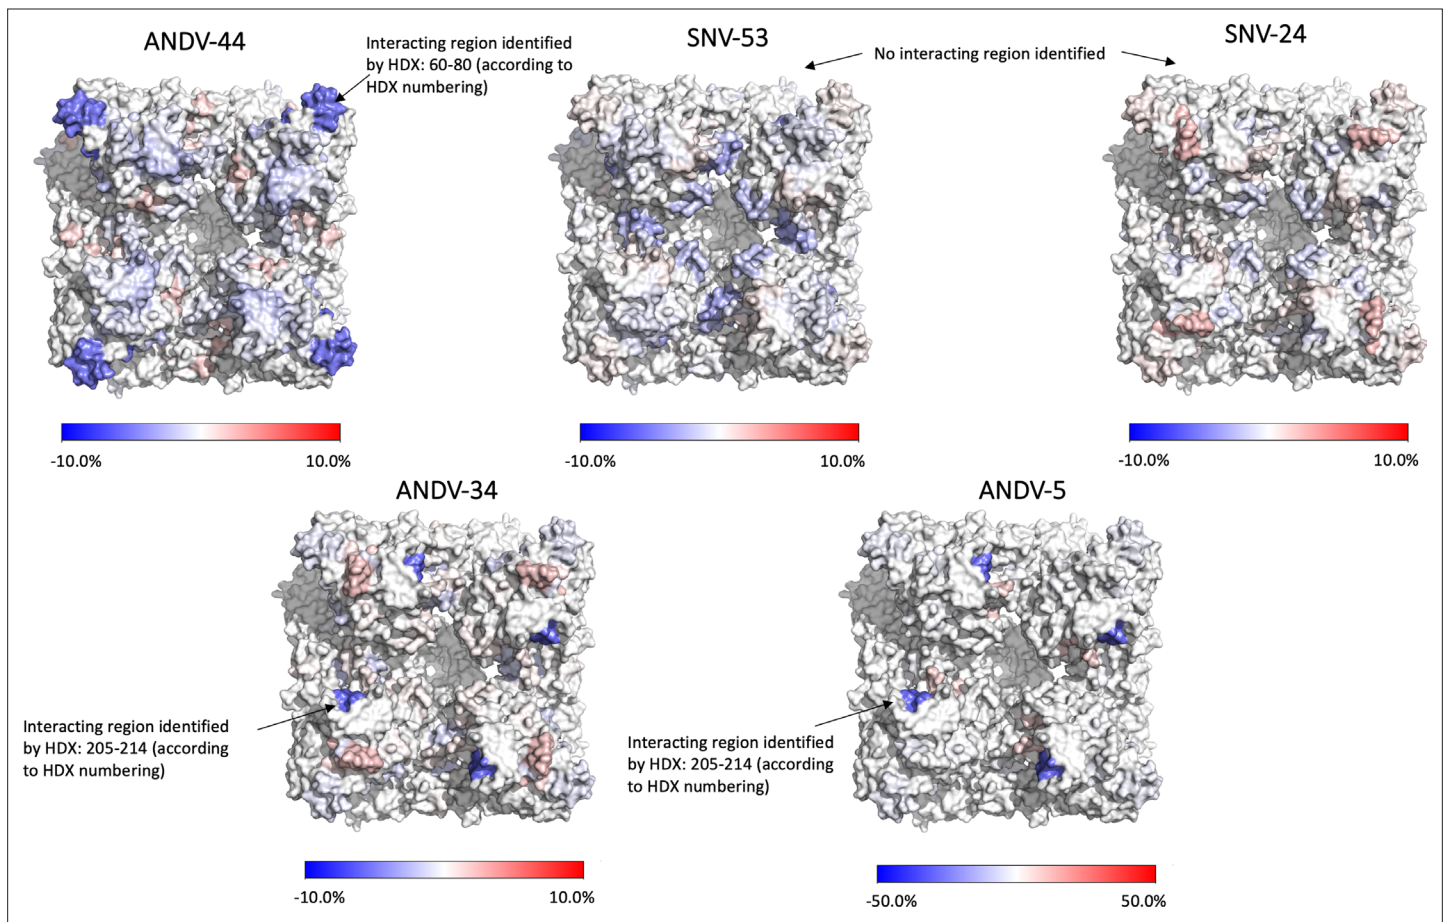 ANDV-44
Interacting region identified
by HDX: 60-80 (according to
HDX numbering)
SNV-53
No interacting region identified
SNV-24
-10.0%
10.0%
-10.0%
10.0%
-10.0%
10.0%
ANDV-34
ANDV-5
Interacting region identified
by HDX: 205-214 (according
to HDX numbering)
Interacting region identified
by HDX: 205-214 (according
to HDX numbering)
-10.0%
10.0%
-50.0%
50.0%